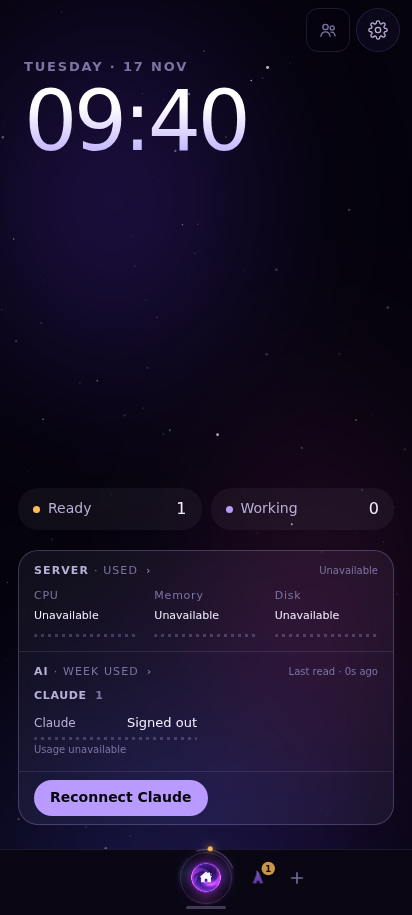 TUESDAY · 17 NOV
09:40
Ready 1
Working 0
SERVER · USED ›
Unavailable
CPU Memory Disk
Unavailable Unavailable Unavailable
AI · WEEK USED ›
Last read · 0s ago
CLAUDE 1
Claude Signed out
Usage unavailable
Reconnect Claude
1